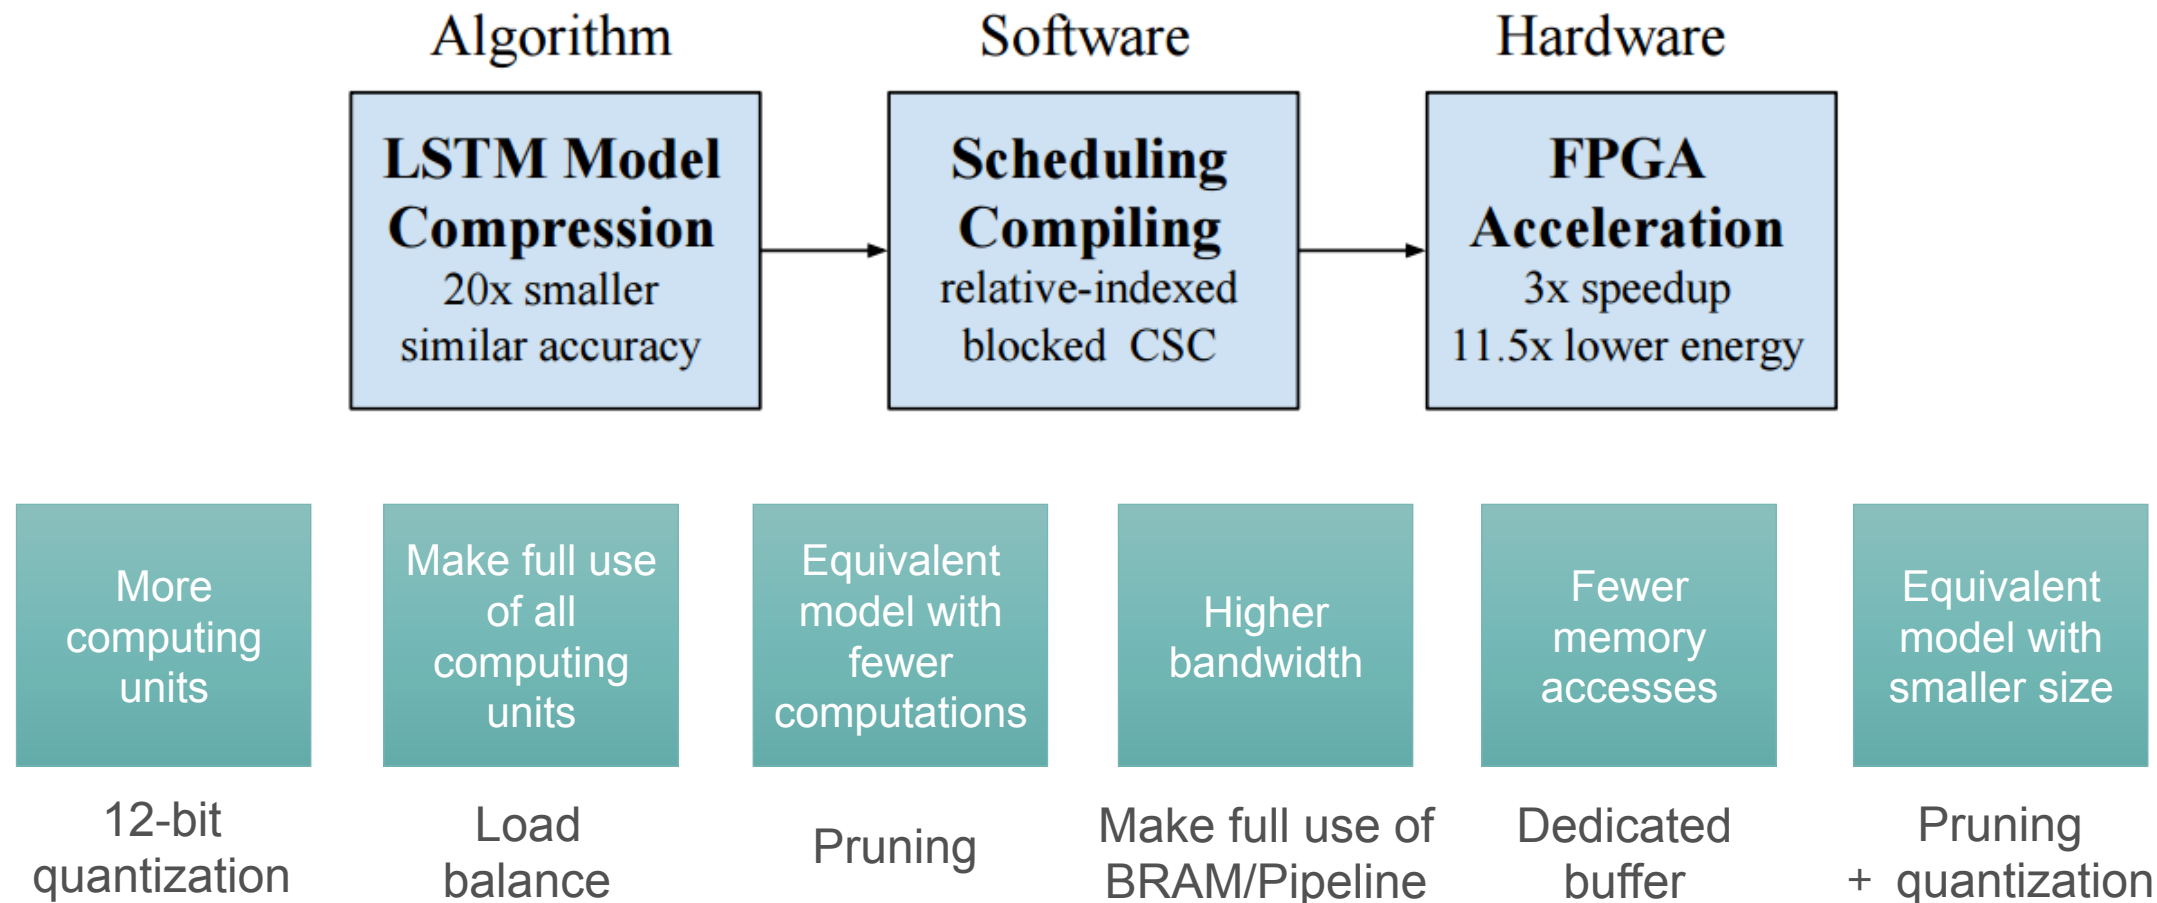 Algorithm
Software
Hardware
LSTM Model
Compression
20x smaller
similar accuracy
Scheduling
Compiling
relative-indexed
blocked CSC
FPGA
Acceleration
3x speedup
11.5x lower energy
More
computing
units
Make full use
of all
computing
units
Equivalent
model with
fewer
computations
Higher
bandwidth
Fewer
memory
accesses
Equivalent
model with
smaller size
12-bit
quantization
Load
balance
Pruning
Make full use of
BRAM/Pipeline
Dedicated
buffer
Pruning
+ quantization